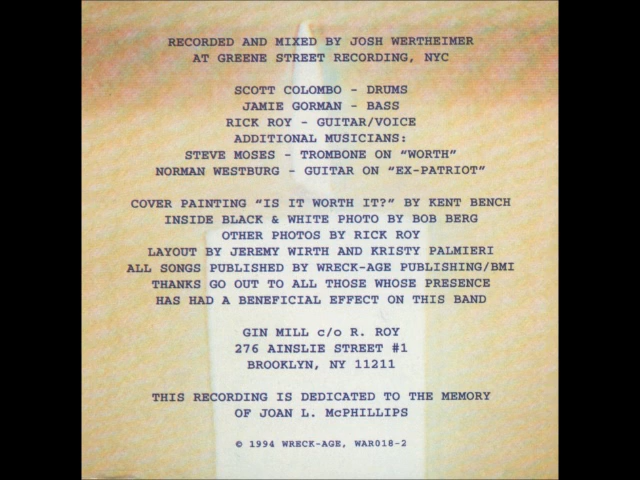 RECORDED AND MIXED BY JOSH WERTHEIMER
AT GREENE STREET RECORDING, NYC
SCOTT COLOMBO - DRUMS
JAMIE GORMAN - BASS
RICK ROY - GUITAR/VOICE
ADDITIONAL MUSICIANS:
STEVE MOSES - TROMBONE ON “WORTH”
NORMAN WESTBURG - GUITAR ON “EX-PATRIOT”
COVER PAINTING “IS IT WORTH IT?” BY KENT BENCH
INSIDE BLACK & WHITE PHOTO BY BOB BERG
OTHER PHOTOS BY RICK ROY
LAYOUT BY JEREMY WIRTH AND KRISTY PALMIERI
ALL SONGS PUBLISHED BY WRECK-AGE PUBLISHING/BMI
THANKS GO OUT TO ALL THOSE WHOSE PRESENCE
HAS HAD A BENEFICIAL EFFECT ON THIS BAND
GIN MILL c/o R. ROY
276 AINSLIE STREET #1
BROOKLYN, NY 11211
THIS RECORDING IS DEDICATED TO THE MEMORY
OF JOAN L. McPHILLIPS
© 1994 WRECK-AGE, WAR018-2